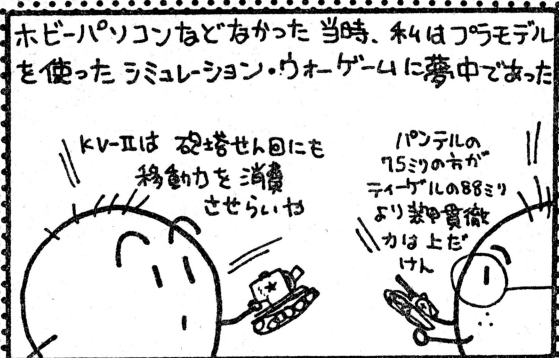 ホビーパソコンなどなかった当時、私はプラモデル
を使ったシミュレーション・ウォーゲームに夢中であった
KV-Ⅱは 砲塔せん回にも
移動力を消費
させらいや
パンテルの
75ミリの方が
ティーゲルの88ミリ
より装甲貫徹
力は上だ
けん